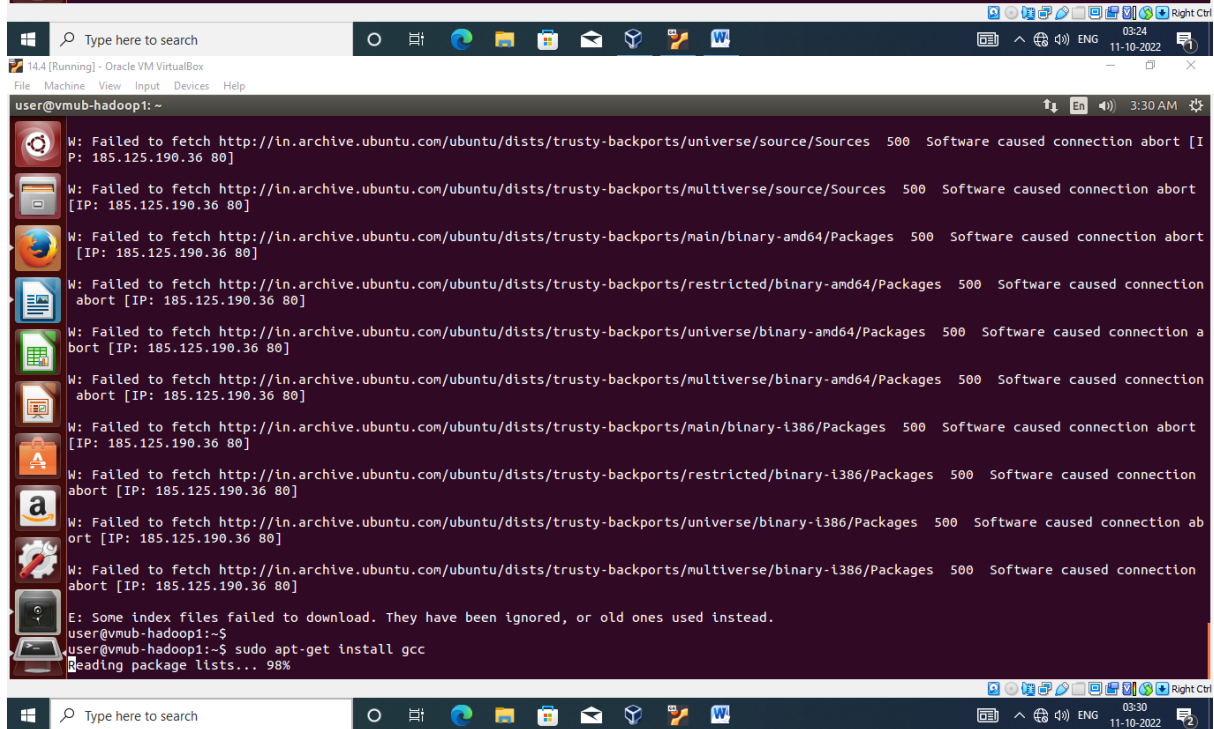 Right Ctrl
Type here to search
W
ENG
03:24
11-10-2022
14.4 [Running] - Oracle VM VirtualBox
File Machine View Input Devices Help
user@vmub-hadoop1: ~
En
3:30 AM
W: Failed to fetch http://in.archive.ubuntu.com/ubuntu/dists/trusty-backports/universe/source/Sources  500  Software caused connection abort [I
P: 185.125.190.36 80]
W: Failed to fetch http://in.archive.ubuntu.com/ubuntu/dists/trusty-backports/multiverse/source/Sources  500  Software caused connection abort
[IP: 185.125.190.36 80]
W: Failed to fetch http://in.archive.ubuntu.com/ubuntu/dists/trusty-backports/main/binary-amd64/Packages  500  Software caused connection abort
[IP: 185.125.190.36 80]
W: Failed to fetch http://in.archive.ubuntu.com/ubuntu/dists/trusty-backports/restricted/binary-amd64/Packages  500  Software caused connection
abort [IP: 185.125.190.36 80]
W: Failed to fetch http://in.archive.ubuntu.com/ubuntu/dists/trusty-backports/universe/binary-amd64/Packages  500  Software caused connection a
bort [IP: 185.125.190.36 80]
W: Failed to fetch http://in.archive.ubuntu.com/ubuntu/dists/trusty-backports/multiverse/binary-amd64/Packages  500  Software caused connection
abort [IP: 185.125.190.36 80]
W: Failed to fetch http://in.archive.ubuntu.com/ubuntu/dists/trusty-backports/main/binary-i386/Packages  500  Software caused connection abort
[IP: 185.125.190.36 80]
W: Failed to fetch http://in.archive.ubuntu.com/ubuntu/dists/trusty-backports/restricted/binary-i386/Packages  500  Software caused connection
abort [IP: 185.125.190.36 80]
W: Failed to fetch http://in.archive.ubuntu.com/ubuntu/dists/trusty-backports/universe/binary-i386/Packages  500  Software caused connection ab
ort [IP: 185.125.190.36 80]
W: Failed to fetch http://in.archive.ubuntu.com/ubuntu/dists/trusty-backports/multiverse/binary-i386/Packages  500  Software caused connection
abort [IP: 185.125.190.36 80]
E: Some index files failed to download. They have been ignored, or old ones used instead.
user@vmub-hadoop1:~$
user@vmub-hadoop1:~$ sudo apt-get install gcc
Reading package lists... 98%
Right Ctrl
Type here to search
W
ENG
03:30
11-10-2022
2